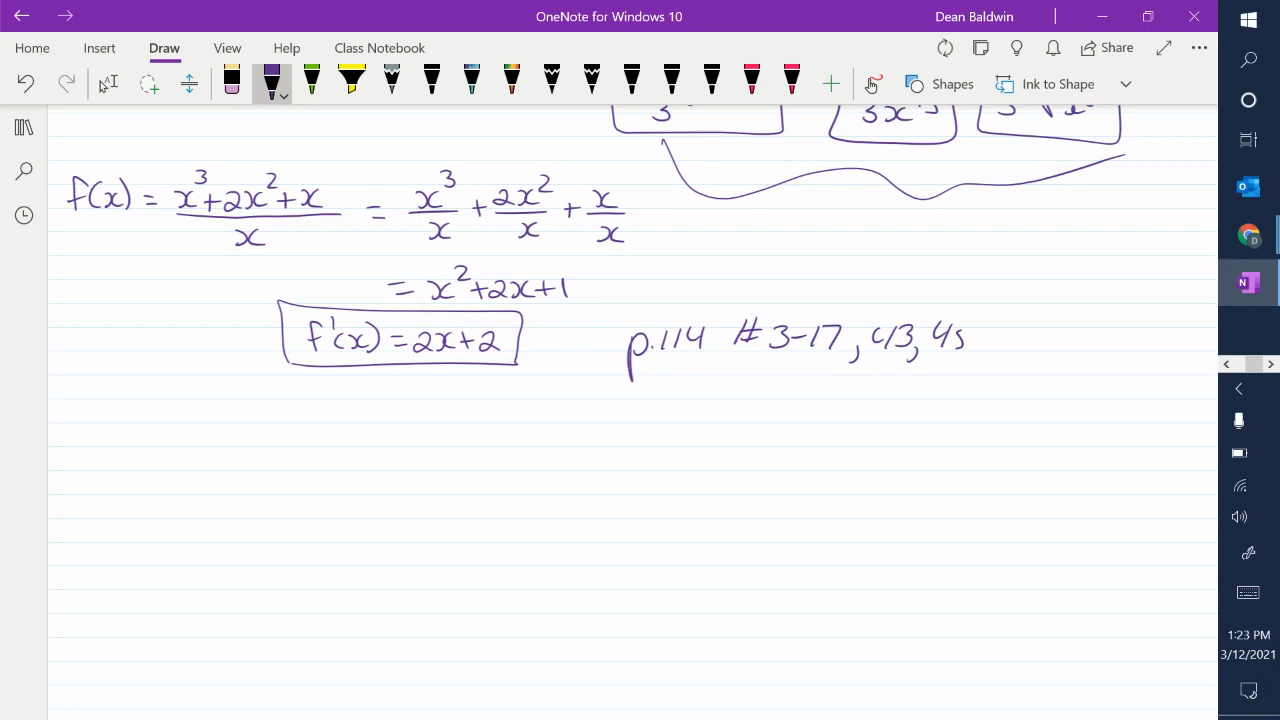 OneNote for Windows 10
Dean Baldwin
Home Insert Draw View Help Class Notebook
Share
Shapes Ink to Shape
f(x) = x³+2x²+x / x = x³/x + 2x²/x + x/x
= x²+2x+1
f'(x) = 2x+2
p.114 # 3-17, 43, 45
1:23 PM
3/12/2021